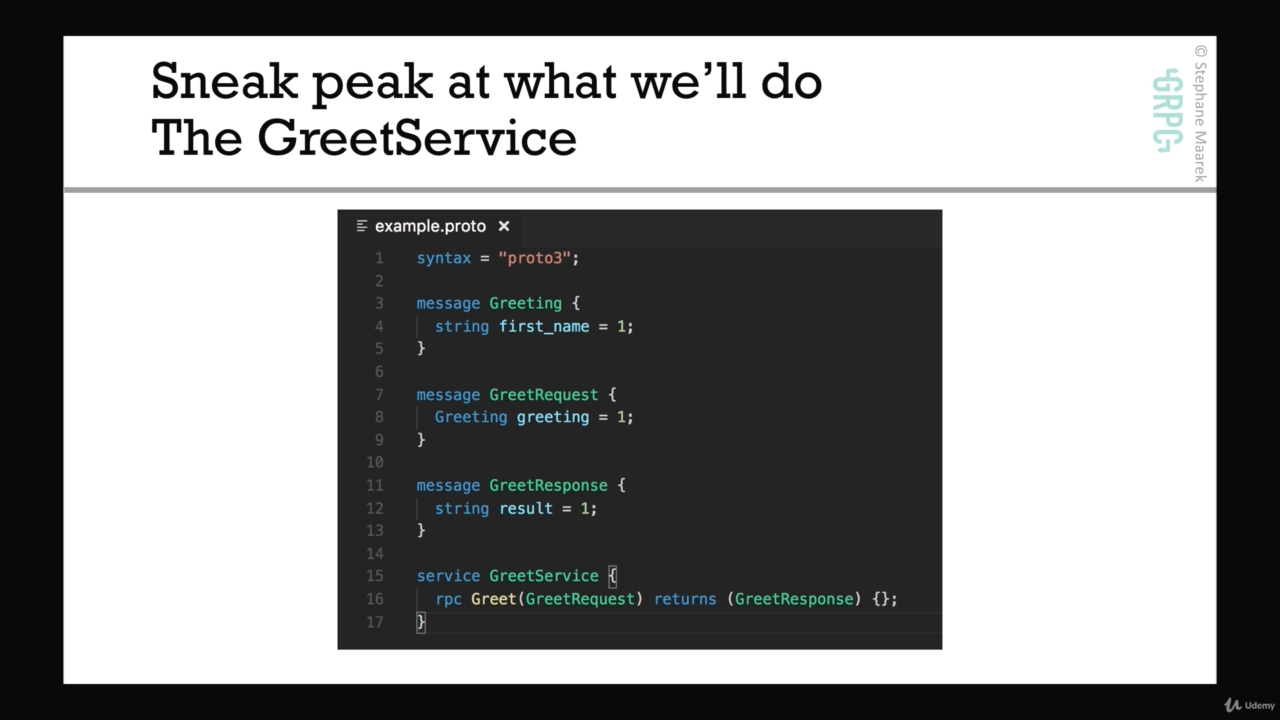 Sneak peak at what we'll do
The GreetService
GRPC
© Stephane Maarek
example.proto
1 syntax = "proto3";
2
3 message Greeting {
4 string first_name = 1;
5 }
6
7 message GreetRequest {
8 Greeting greeting = 1;
9 }
10
11 message GreetResponse {
12 string result = 1;
13 }
14
15 service GreetService {
16 rpc Greet(GreetRequest) returns (GreetResponse) {};
17 }
Udemy